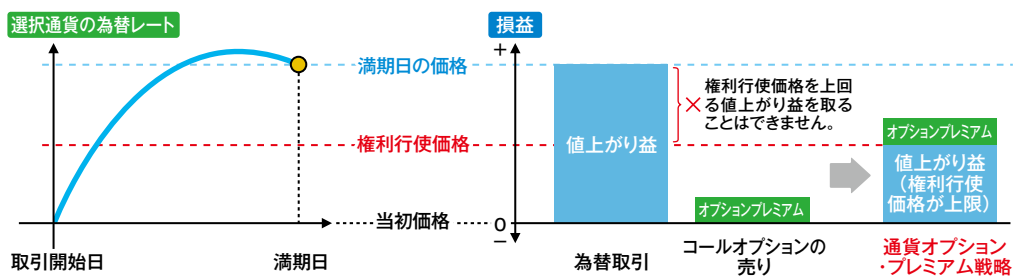 選択通貨の為替レート
満期日の価格
権利行使価格
当初価格
取引開始日
満期日
損益
+
0
−
値上がり益
×
権利行使価格を上回
る値上がり益を取る
ことはできません。
オプションプレミアム
オプションプレミアム
値上がり益
(権利行使
価格が上限)
為替取引
コールオプションの
売り
通貨オプション
・プレミアム戦略